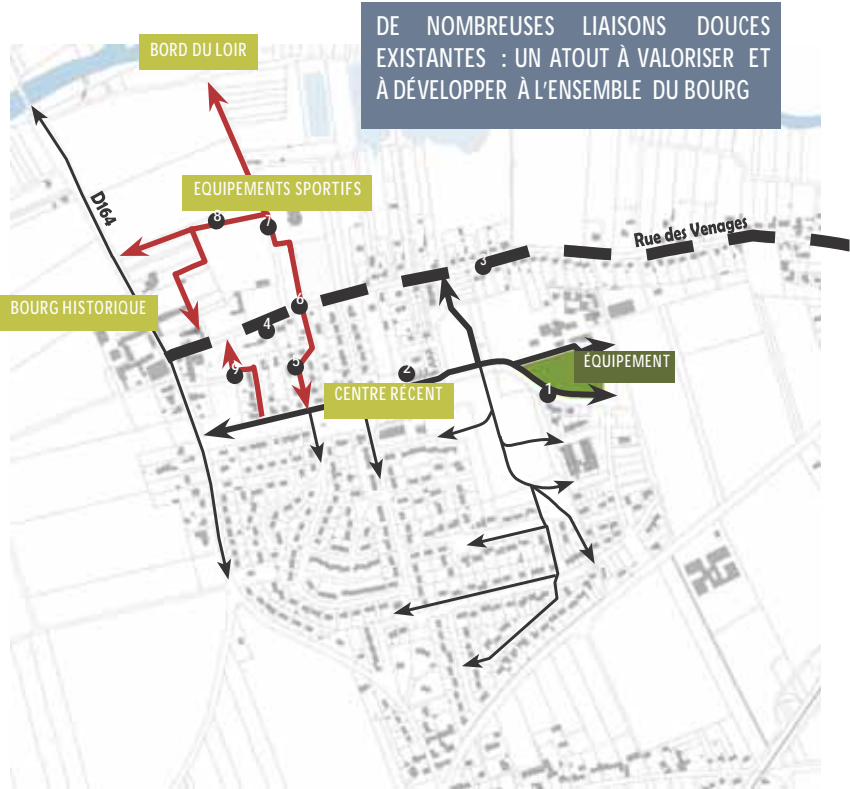 DE NOMBREUSES LIAISONS DOUCES
EXISTANTES : UN ATOUT À VALORISER ET
À DÉVELOPPER À L'ENSEMBLE DU BOURG
BORD DU LOIR
EQUIPEMENTS SPORTIFS
D164
8
7
Rue des Venages
3
BOURG HISTORIQUE
6
4
5
9
2
ÉQUIPEMENT
1
CENTRE RÉCENT